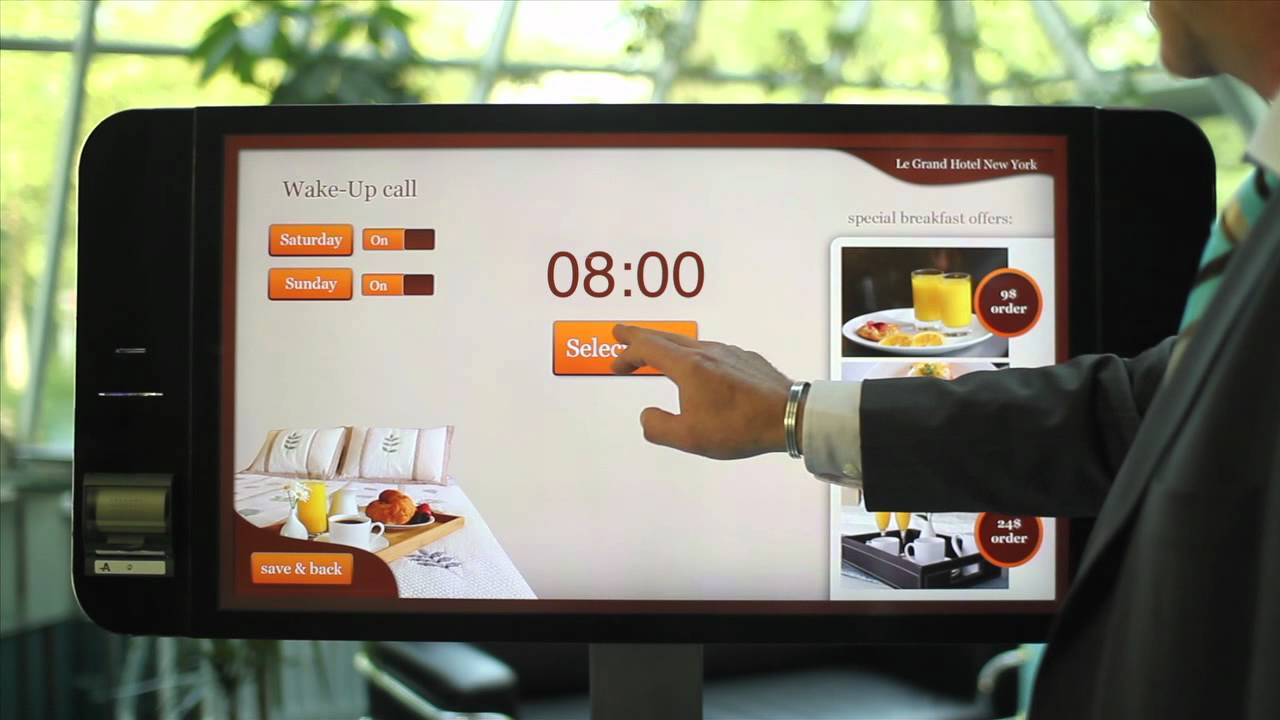 Le Grand Hotel New York
Wake-Up call
special breakfast offers:
Saturday
On
Sunday
On
08:00
9$
order
24$
order
save & back